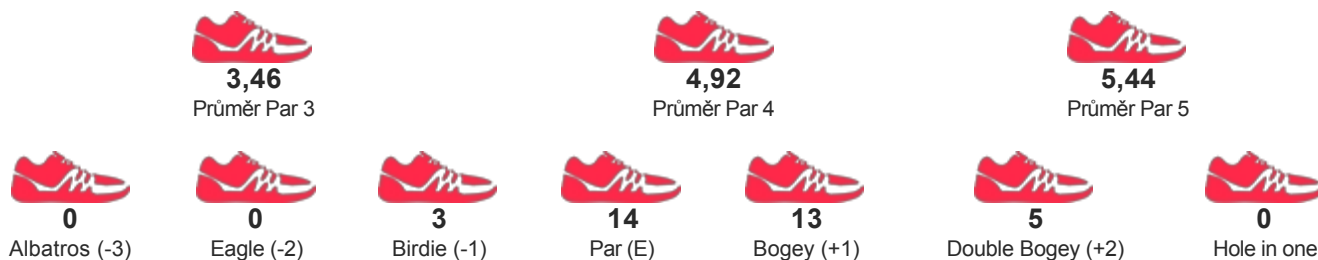 3,46 4,92 5,44
Průměr Par 3 Průměr Par 4 Průměr Par 5
0 0 3 14 13 5 0
Albatros (-3) Eagle (-2) Birdie (-1) Par (E) Bogey (+1) Double Bogey (+2) Hole in one